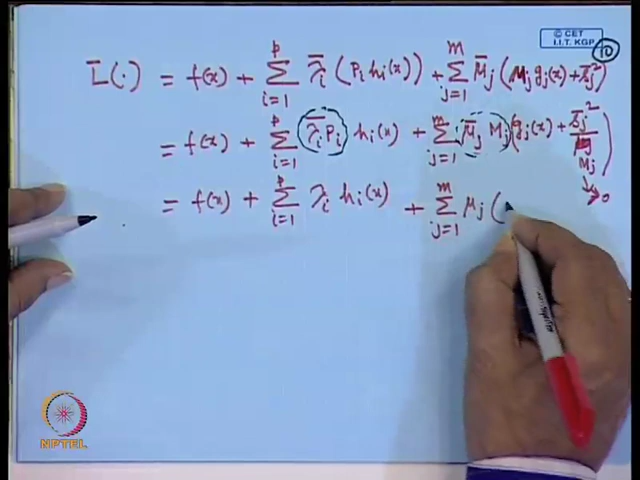 © CET
I.I.T. KGP
10
L̄(·) = f(x) + Σ_{i=1}^{p} λ̄_i (P_i h_i(x)) + Σ_{j=1}^{m} μ̄_j (M_j g_j(x) + s̄_j²)
= f(x) + Σ_{i=1}^{p} (λ̄_i P_i) h_i(x) + Σ_{j=1}^{m} (μ̄_j M_j) (g_j(x) + s̄_j²/M_j)
> 0
= f(x) + Σ_{i=1}^{p} λ_i h_i(x) + Σ_{j=1}^{m} μ_j (
NPTEL